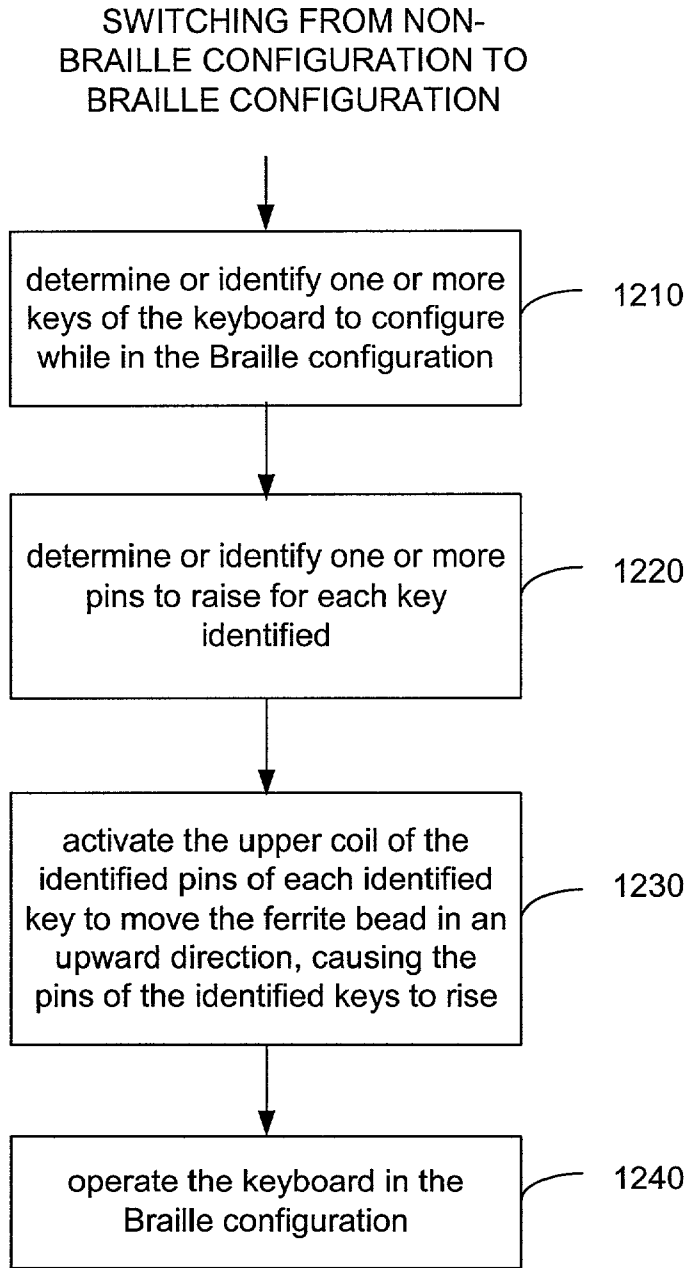 SWITCHING FROM NON-
BRAILLE CONFIGURATION TO
BRAILLE CONFIGURATION
determine or identify one or more
keys of the keyboard to configure
while in the Braille configuration
1210
determine or identify one or more
pins to raise for each key
identified
1220
activate the upper coil of the
identified pins of each identified
key to move the ferrite bead in an
upward direction, causing the
pins of the identified keys to rise
1230
operate the keyboard in the
Braille configuration
1240